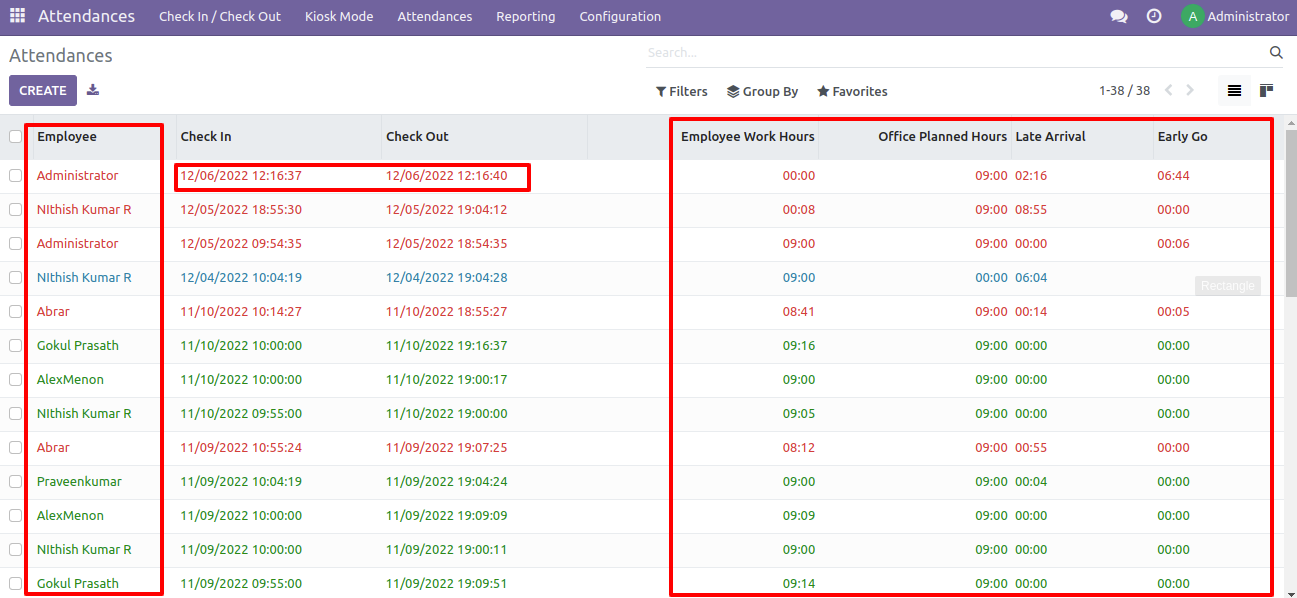 Attendances Check In / Check Out Kiosk Mode Attendances Reporting Configuration A Administrator
Attendances Search...
CREATE Filters Group By Favorites 1-38 / 38
Employee Check In Check Out Employee Work Hours Office Planned Hours Late Arrival Early Go
Administrator 12/06/2022 12:16:37 12/06/2022 12:16:40 00:00 09:00 02:16 06:44
NIthish Kumar R 12/05/2022 18:55:30 12/05/2022 19:04:12 00:08 09:00 08:55 00:00
Administrator 12/05/2022 09:54:35 12/05/2022 18:54:35 09:00 09:00 00:00 00:06
NIthish Kumar R 12/04/2022 10:04:19 12/04/2022 19:04:28 09:00 00:00 06:04
Rectangle
Abrar 11/10/2022 10:14:27 11/10/2022 18:55:27 08:41 09:00 00:14 00:05
Gokul Prasath 11/10/2022 10:00:00 11/10/2022 19:16:37 09:16 09:00 00:00 00:00
AlexMenon 11/10/2022 10:00:00 11/10/2022 19:00:17 09:00 09:00 00:00 00:00
NIthish Kumar R 11/10/2022 09:55:00 11/10/2022 19:00:00 09:05 09:00 00:00 00:00
Abrar 11/09/2022 10:55:24 11/09/2022 19:07:25 08:12 09:00 00:55 00:00
Praveenkumar 11/09/2022 10:04:19 11/09/2022 19:04:24 09:00 09:00 00:04 00:00
AlexMenon 11/09/2022 10:00:00 11/09/2022 19:09:09 09:09 09:00 00:00 00:00
NIthish Kumar R 11/09/2022 10:00:00 11/09/2022 19:00:11 09:00 09:00 00:00 00:00
Gokul Prasath 11/09/2022 09:55:00 11/09/2022 19:09:51 09:14 09:00 00:00 00:00